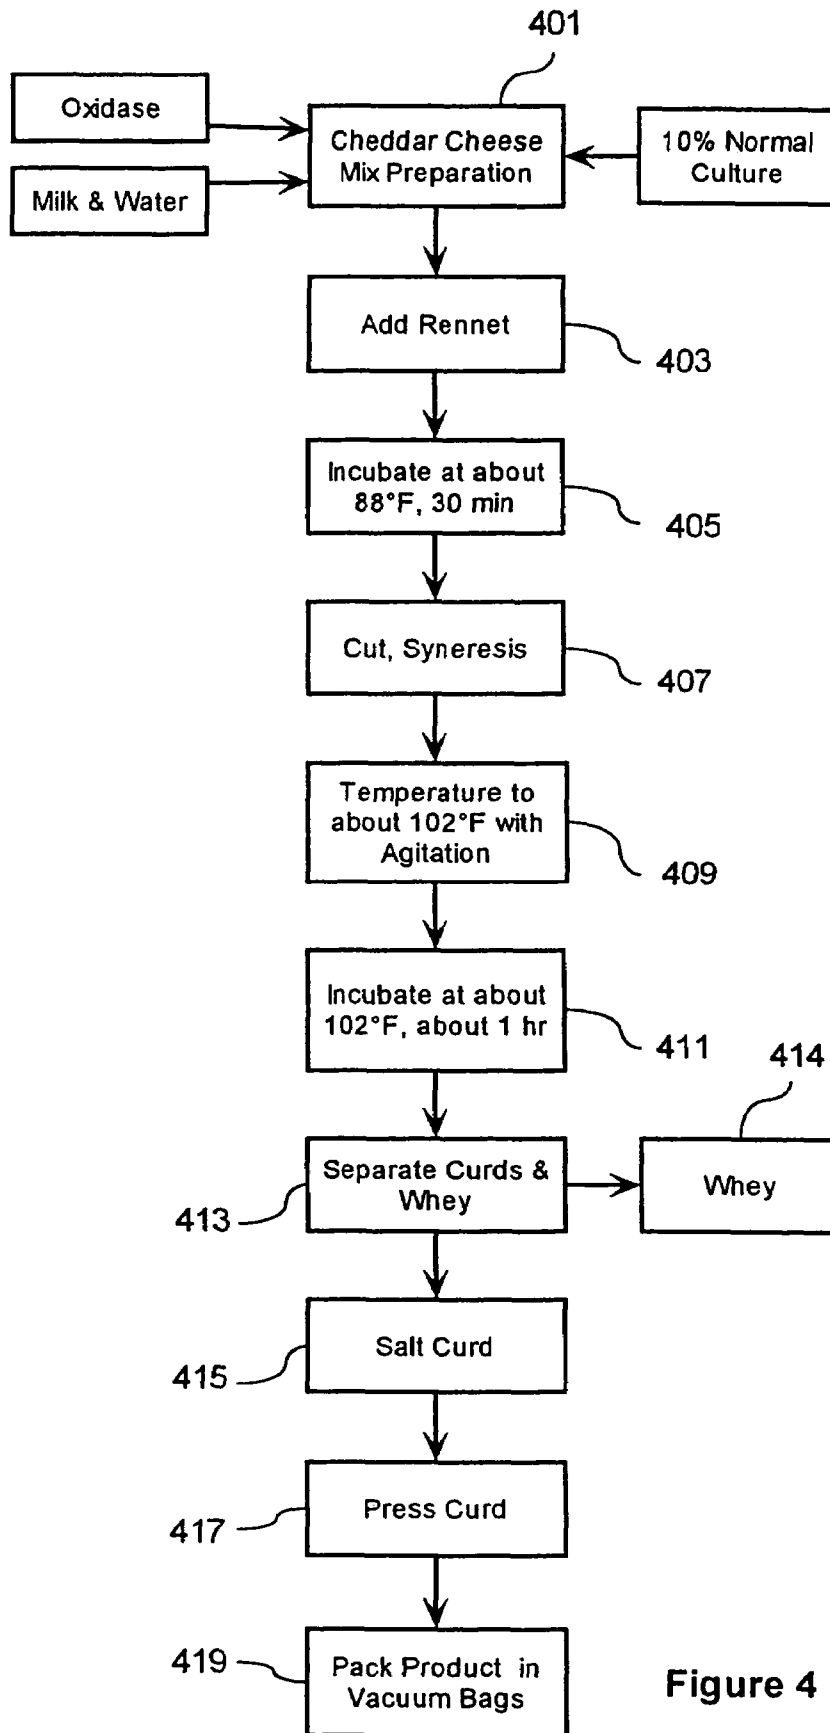 401
Oxidase
Cheddar Cheese
Mix Preparation
10% Normal
Culture
Milk & Water
Add Rennet
403
Incubate at about
88°F, 30 min
405
Cut, Syneresis
407
Temperature to
about 102°F with
Agitation
409
Incubate at about
102°F, about 1 hr
411
414
Separate Curds &
Whey
413
Whey
Salt Curd
415
Press Curd
417
419
Pack Product in
Vacuum Bags
Figure 4